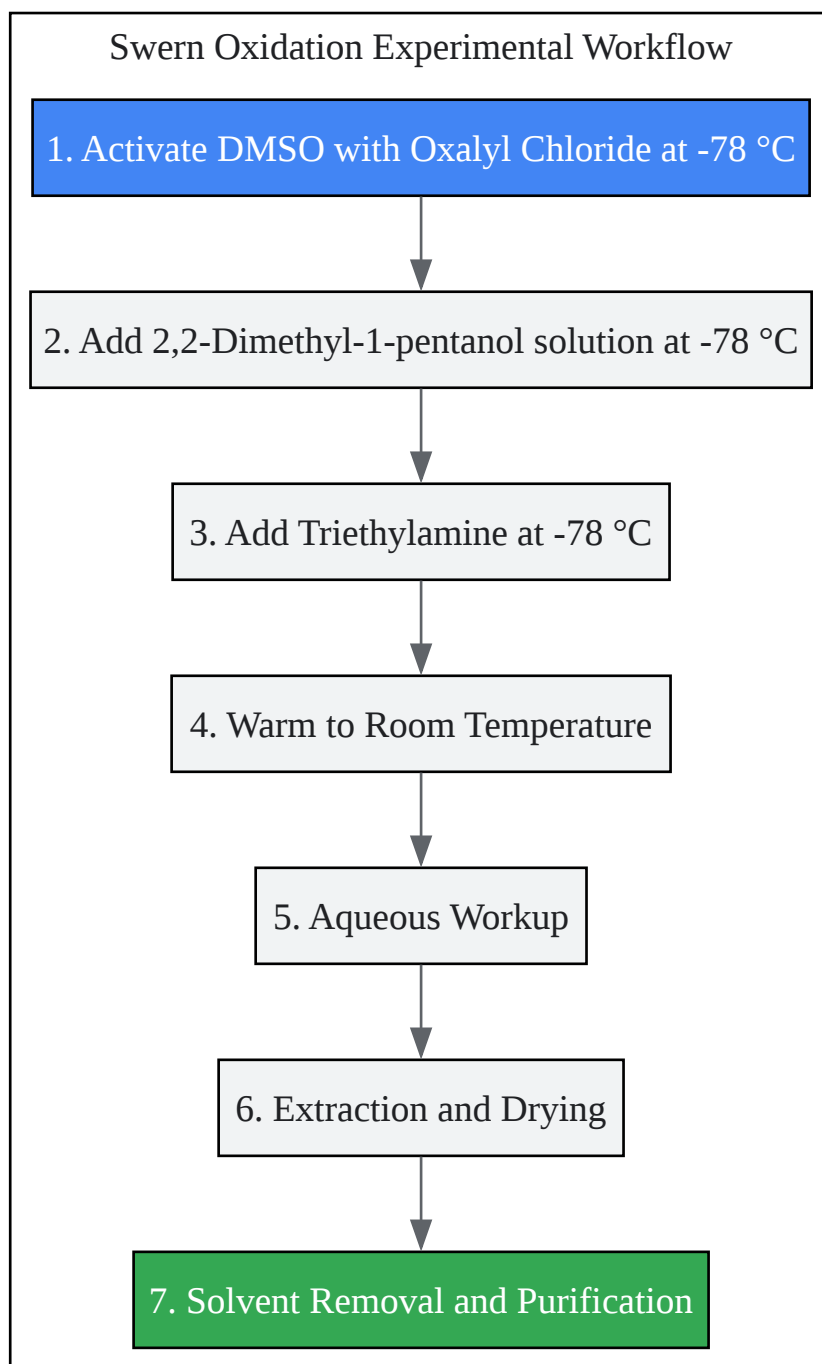 Swern Oxidation Experimental Workflow
1. Activate DMSO with Oxalyl Chloride at -78 °C
2. Add 2,2-Dimethyl-1-pentanol solution at -78 °C
3. Add Triethylamine at -78 °C
4. Warm to Room Temperature
5. Aqueous Workup
6. Extraction and Drying
7. Solvent Removal and Purification